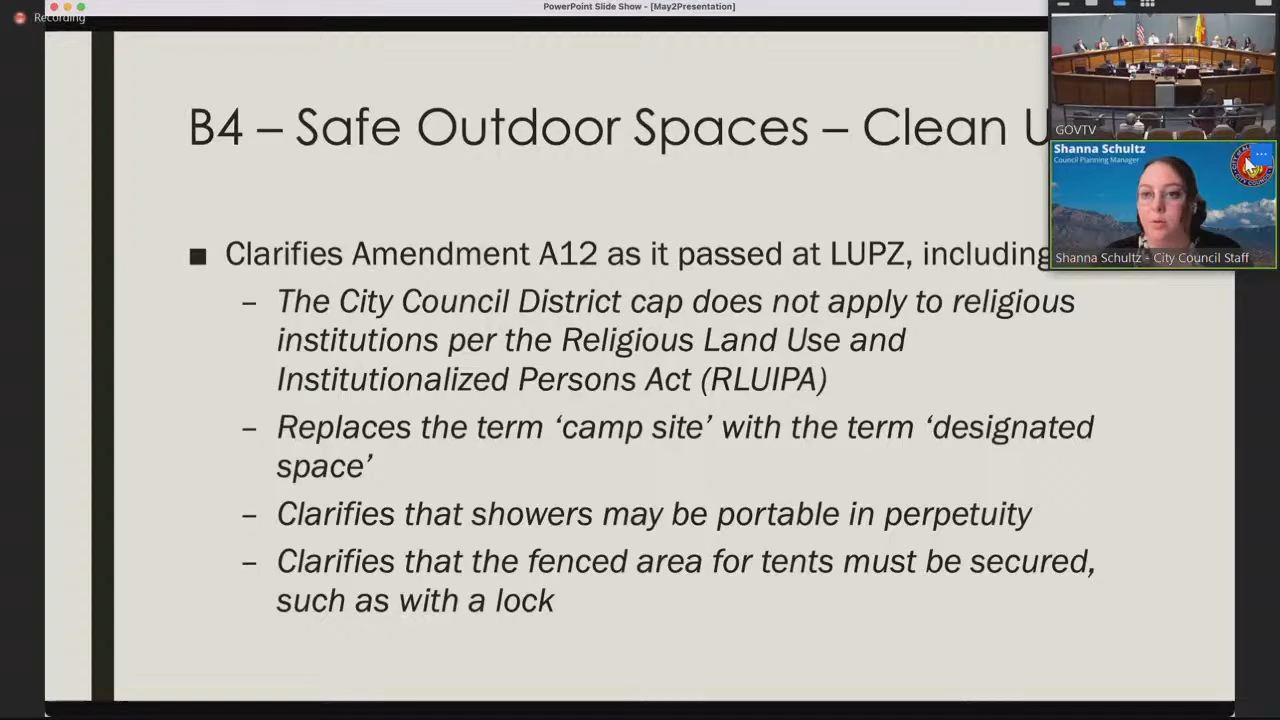 PowerPoint Slide Show - [May2Presentation]
Recording
B4 – Safe Outdoor Spaces – Clean U
■ Clarifies Amendment A12 as it passed at LUPZ, including
– The City Council District cap does not apply to religious
institutions per the Religious Land Use and
Institutionalized Persons Act (RLUIPA)
– Replaces the term ‘camp site’ with the term ‘designated
space’
– Clarifies that showers may be portable in perpetuity
– Clarifies that the fenced area for tents must be secured,
such as with a lock
GOVTV
Shanna Schultz
Council Planning Manager
Shanna Schultz - City Council Staff